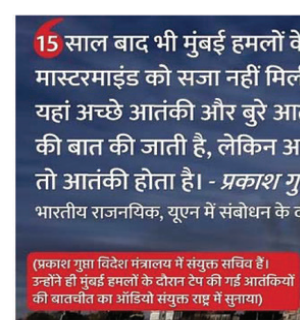 15 साल बाद भी मुंबई हमलों के
मास्टरमाइंड को सजा नहीं
यहां अच्छे आतंकी और बुरे
की बात की जाती है, लेकिन
तो आतंकी होता है। - प्रकाश
भारतीय राजनयिक, यूएन में संबोधन के
(प्रकाश गुप्ता विदेश मंत्रालय में संयुक्त सचिव हैं।
उन्होंने ही मुंबई हमलों के दौरान टेप की गई आतंकियों
की बातचीत का ऑडियो संयुक्त राष्ट्र में सुनाया)